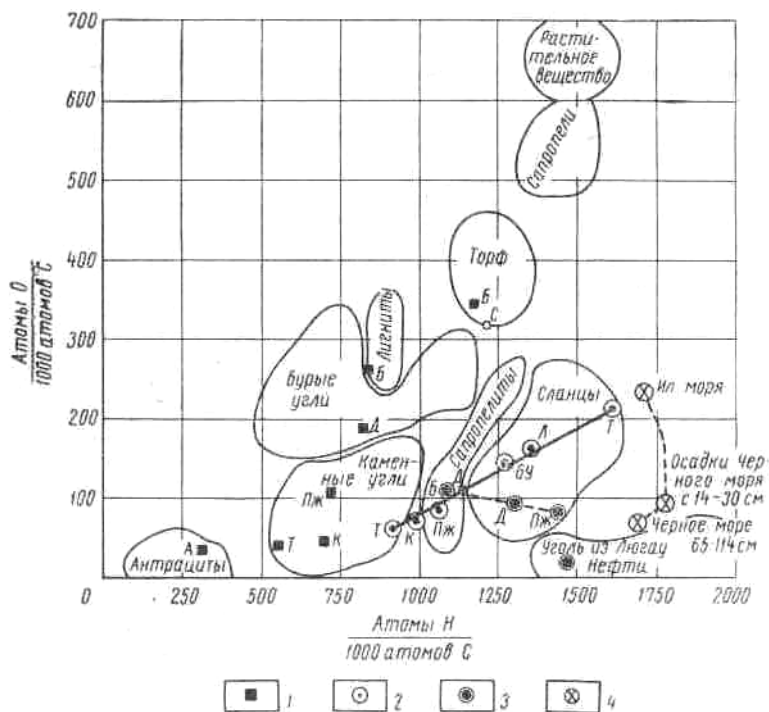 700
600
500
400
300
200
100
0
250
500
750
1000
1250
1500
1750
2000
Атомы О
1000 атомов С
Атомы Н
1000 атомов С
Расти-
тельное
вещество
Сапропели
Торф
Б
С
Лигниты
Б
Бурые
угли
Д
Сапропелиты
Сланцы
Т
Л
БУ
Ил моря
Осадки Чер-
ного моря
с 14-30 см
Черное море
65-114 см
Камен-
ные угли
Пж
Т
К
Т
К
Пж
Б
Д
Д
Пж
А
Антрациты
Уголь из Люгау
Нефти
1
2
3
4